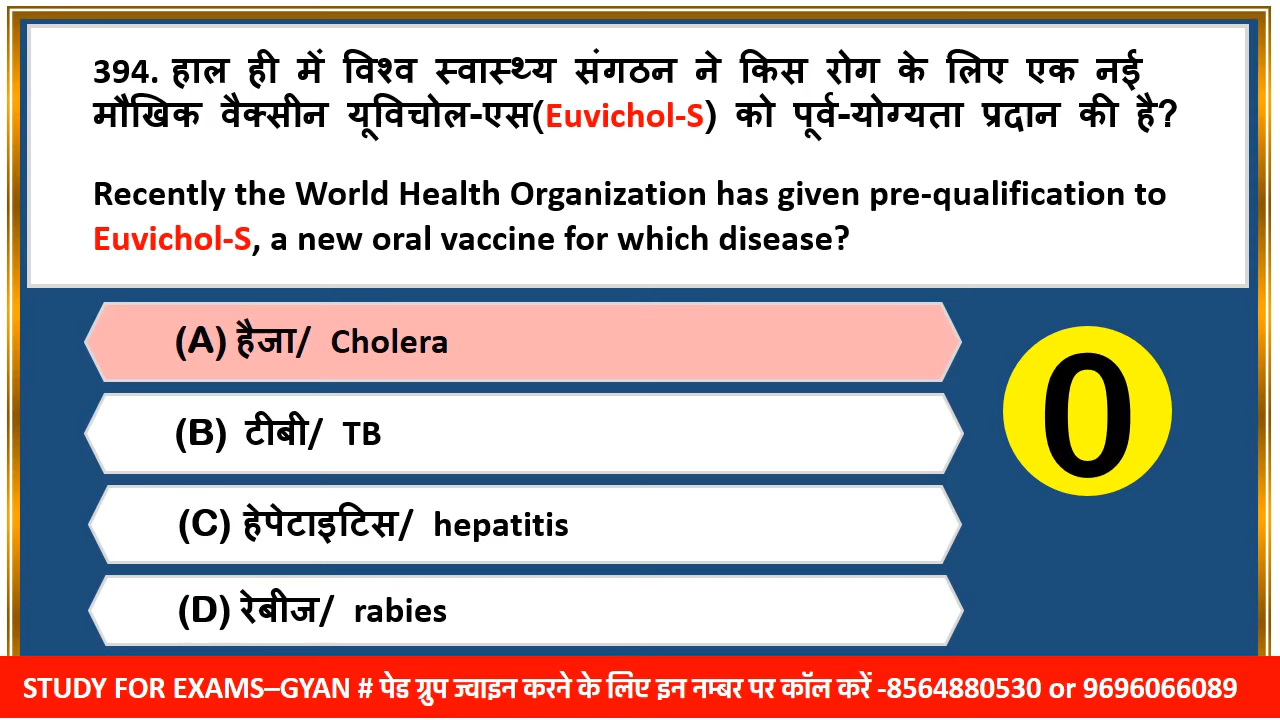 394. हाल ही में विश्व स्वास्थ्य संगठन ने किस रोग के लिए एक नई
मौखिक वैक्सीन यूविचोल-एस(Euvichol-S) को पूर्व-योग्यता प्रदान की है?
Recently the World Health Organization has given pre-qualification to
Euvichol-S, a new oral vaccine for which disease?
(A) हैजा/ Cholera
(B) टीबी/ TB
(C) हेपेटाइटिस/ hepatitis
(D) रेबीज/ rabies
0
STUDY FOR EXAMS–GYAN # पेड ग्रुप ज्वाइन करने के लिए इन नम्बर पर कॉल करें -8564880530 or 9696066089